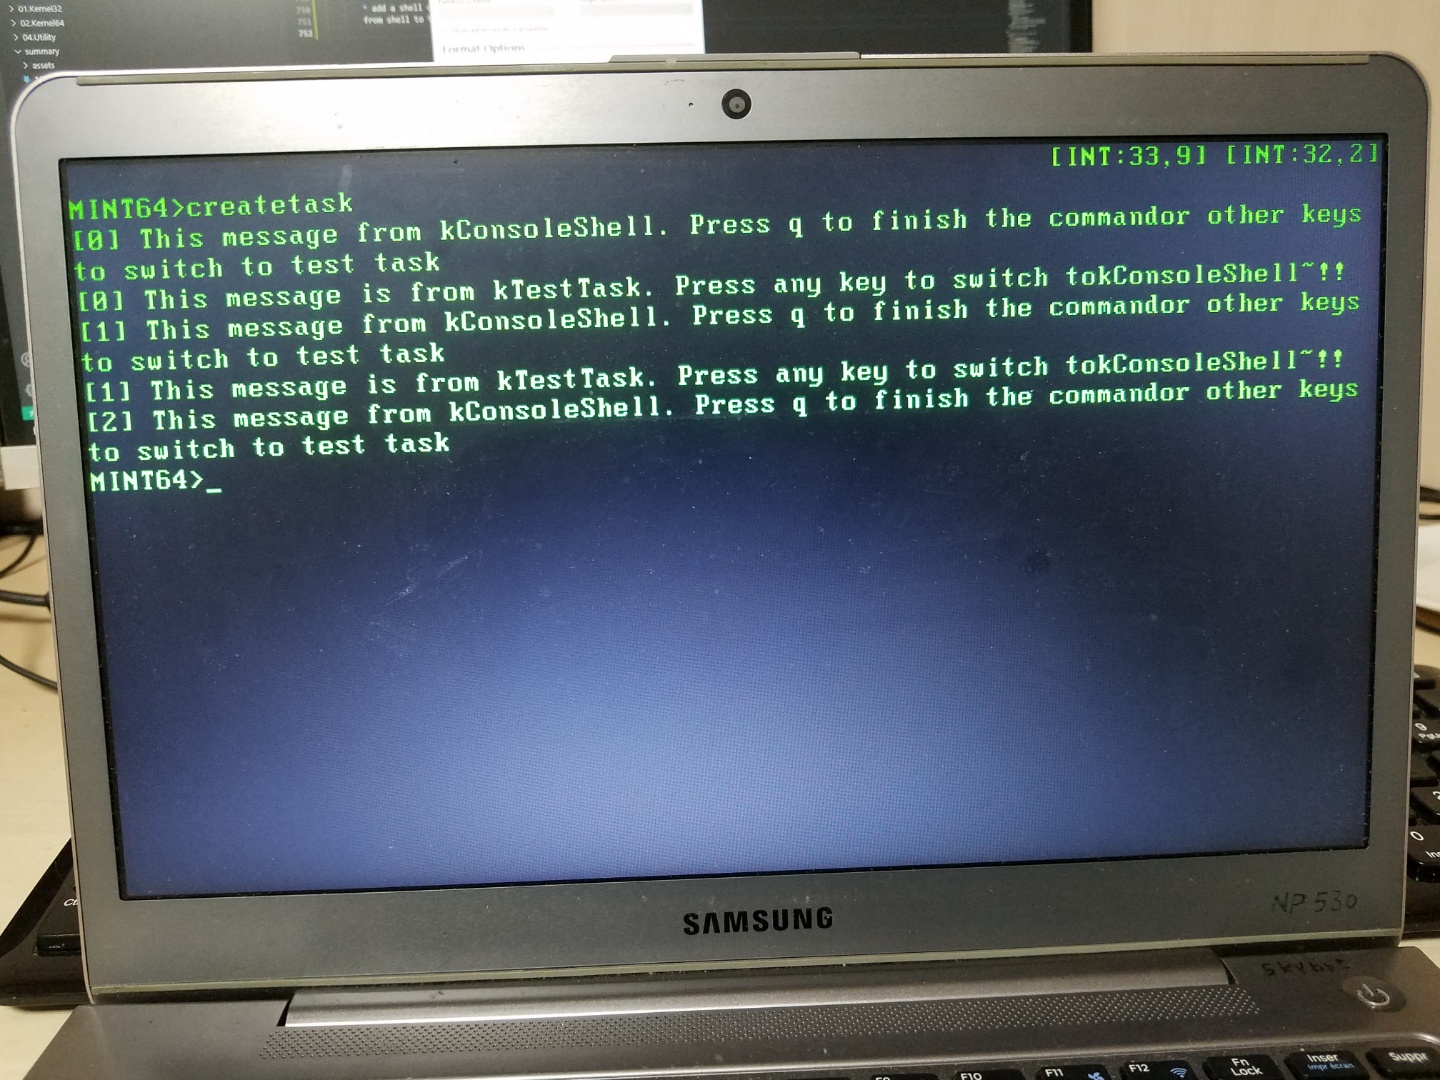 01.Kernel32
02.Kernel64
04.Utility
summary
assets
750
751
752
* add a shell
from shell to
Format Options
[INT:33,9] [INT:32,2]
MINT64>createtask
[0] This message from kConsoleShell. Press q to finish the commandor other keys
to switch to test task
[0] This message is from kTestTask. Press any key to switch tokConsoleShell~!!
[1] This message from kConsoleShell. Press q to finish the commandor other keys
to switch to test task
[1] This message is from kTestTask. Press any key to switch tokConsoleShell~!!
[2] This message from kConsoleShell. Press q to finish the commandor other keys
to switch to test task
MINT64>_
SAMSUNG
NP 530
F9
F10
F11
F12
Fn
Lock
Inser
Impr écran
Suppr
9
0